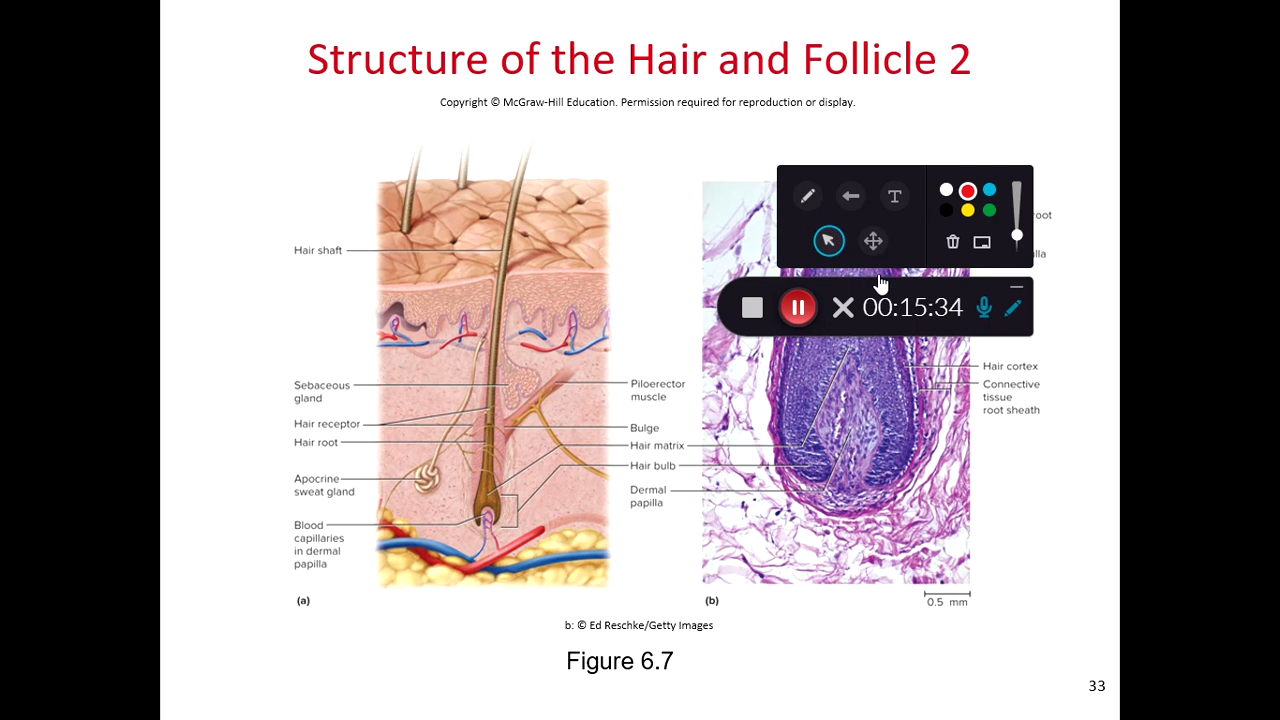 Structure of the Hair and Follicle 2
Copyright © McGraw-Hill Education. Permission required for reproduction or display.
Hair shaft
Sebaceous
gland
Hair receptor
Hair root
Apocrine
sweat gland
Blood
capillaries
in dermal
papilla
(a)
Piloerector
muscle
Bulge
Hair matrix
Hair bulb
Dermal
papilla
T
00:15:34
Hair cortex
Connective
tissue
root sheath
(b)
0.5 mm
b: © Ed Reschke/Getty Images
Figure 6.7
33